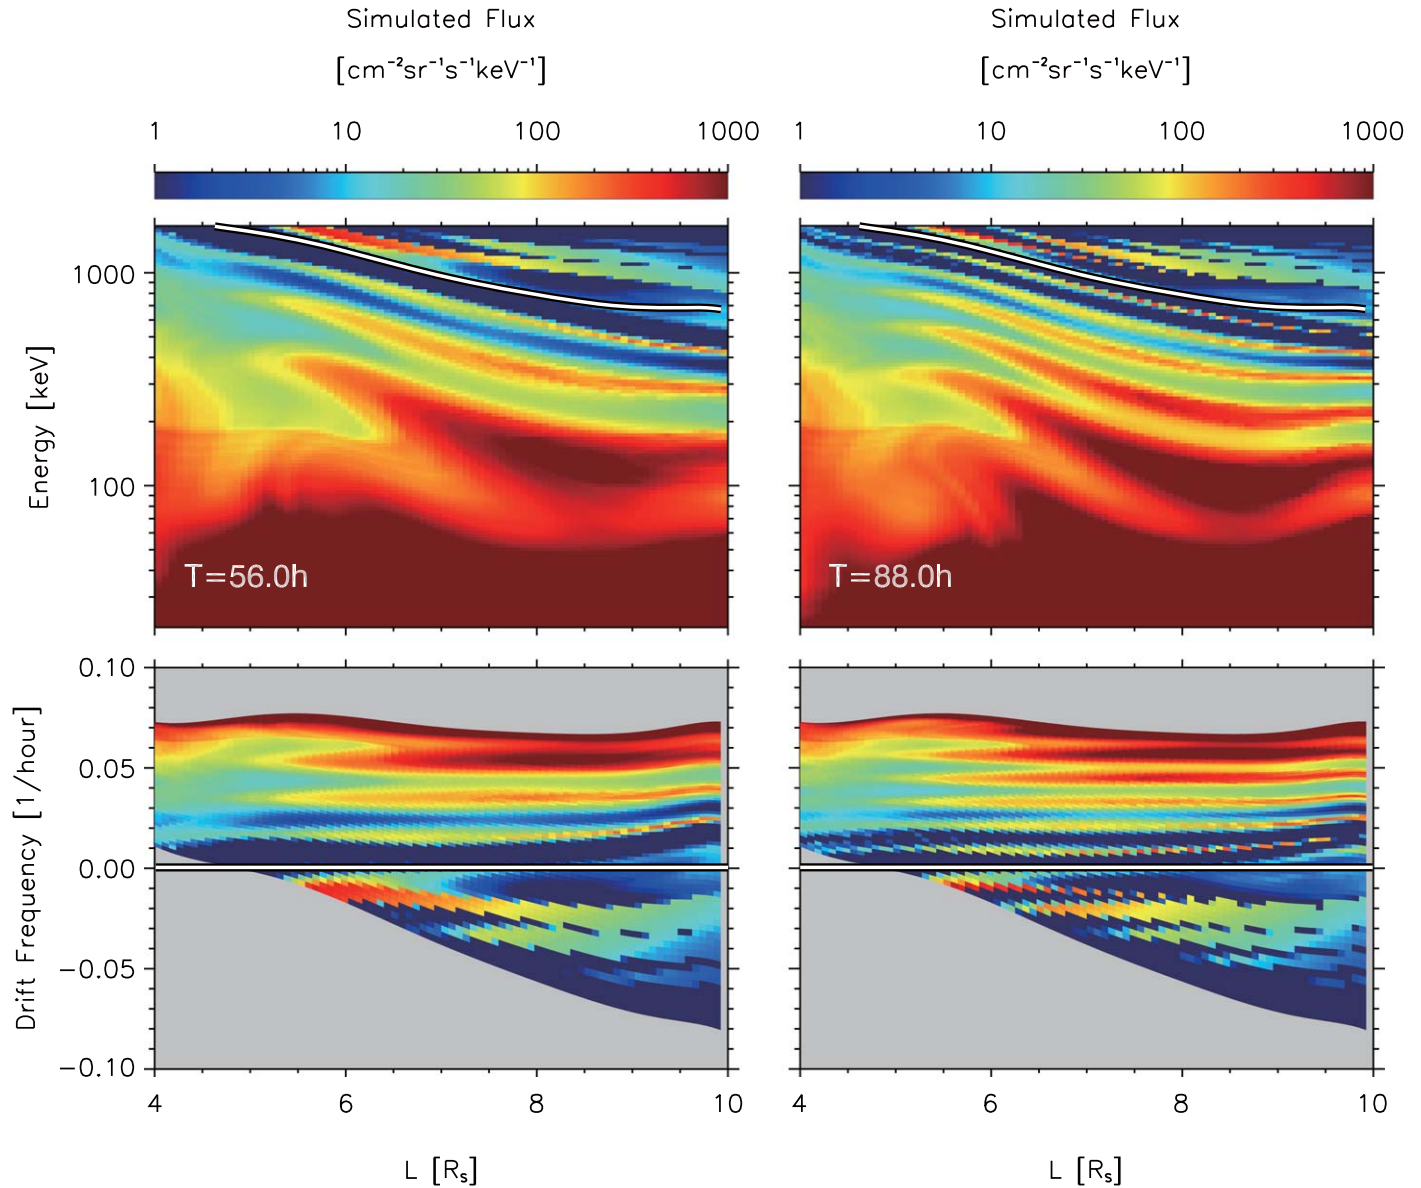 Simulated Flux Simulated Flux
[cm⁻²sr⁻¹s⁻¹keV⁻¹] [cm⁻²sr⁻¹s⁻¹keV⁻¹]
1 10 100 1000 1 10 100 1000
1000
Energy [keV]
100
T=56.0h T=88.0h
0.10
0.05
Drift Frequency [1/hour]
0.00
−0.05
−0.10
4 6 8 10 4 6 8 10
L [Rₛ] L [Rₛ]